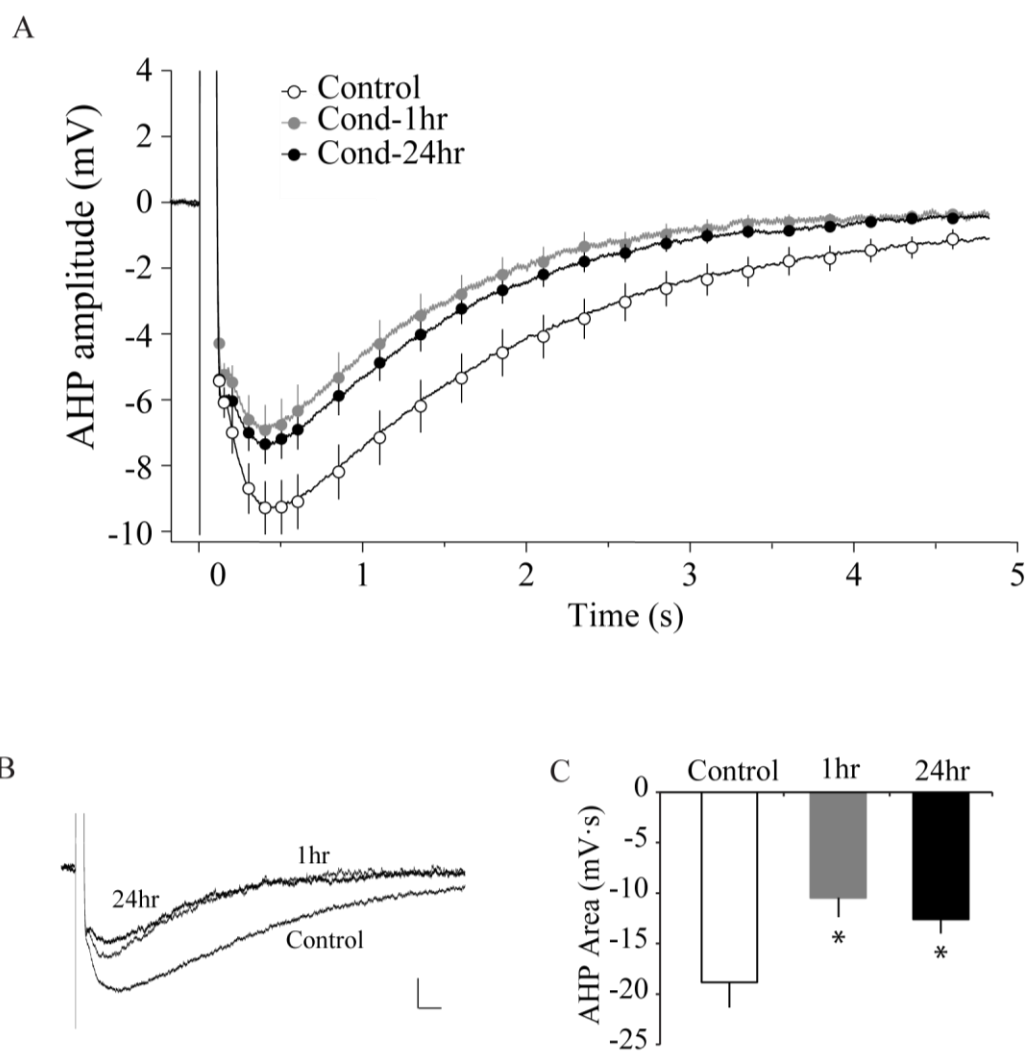 A
AHP amplitude (mV)
4
2
0
-2
-4
-6
-8
-10
Control
Cond-1hr
Cond-24hr
0 1 2 3 4 5
Time (s)
B
1hr
24hr
Control
C
Control 1hr 24hr
AHP Area (mV·s)
0
-5
-10
-15
-20
-25
* *